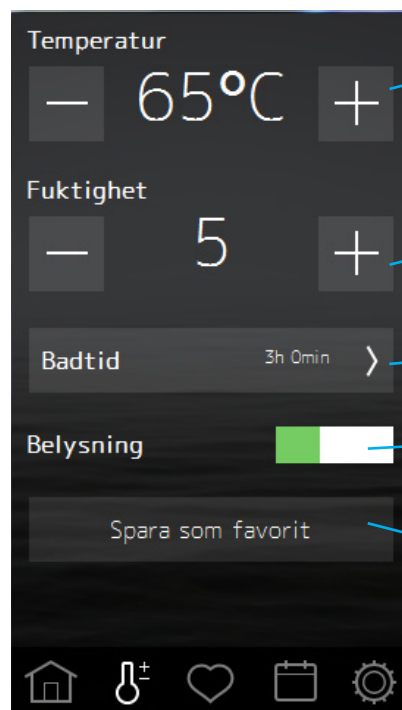 Temperatur
— 65°C +
Fuktighet
— 5 +
Badtid 3h 0min >
Belysning
Spara som favorit